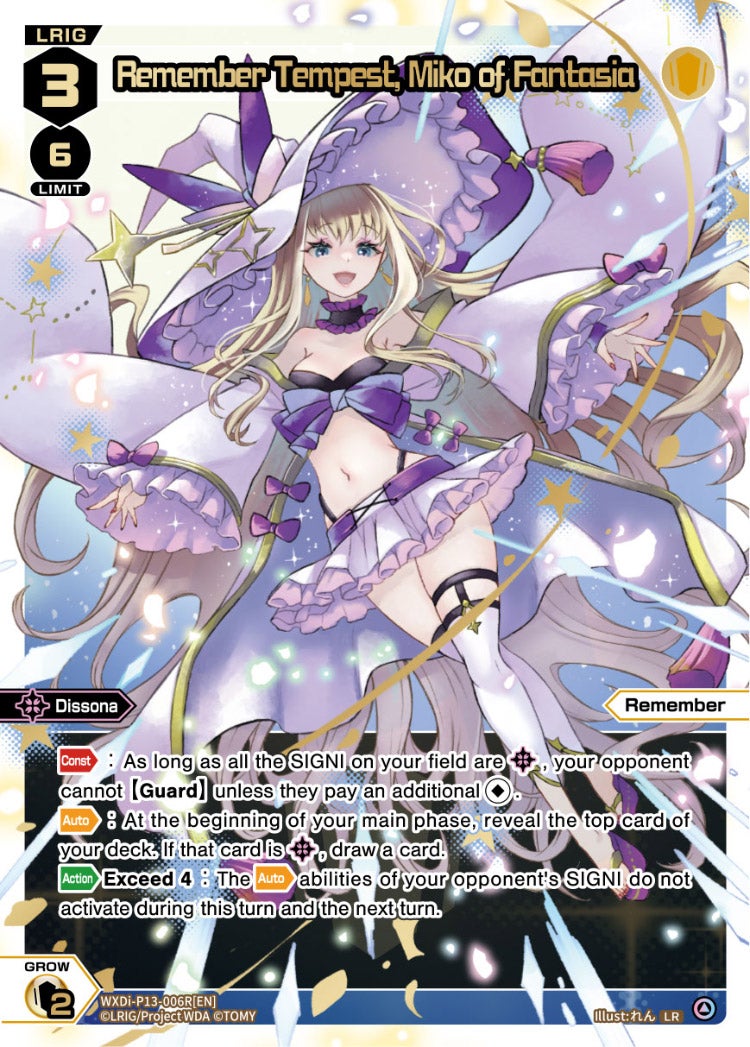 LRIG
3
Remember Tempest, Miko of Fantasia
6
LIMIT
Dissona
Remember
Const : As long as all the SIGNI on your field are , your opponent
cannot 【Guard】 unless they pay an additional .
Auto : At the beginning of your main phase, reveal the top card of
your deck. If that card is , draw a card.
Action Exceed 4 : The Auto abilities of your opponent's SIGNI do not
activate during this turn and the next turn.
GROW
2
WXDi-P13-006R[EN]
©LRIG/Project WDA ©TOMY
Illust:れん LR